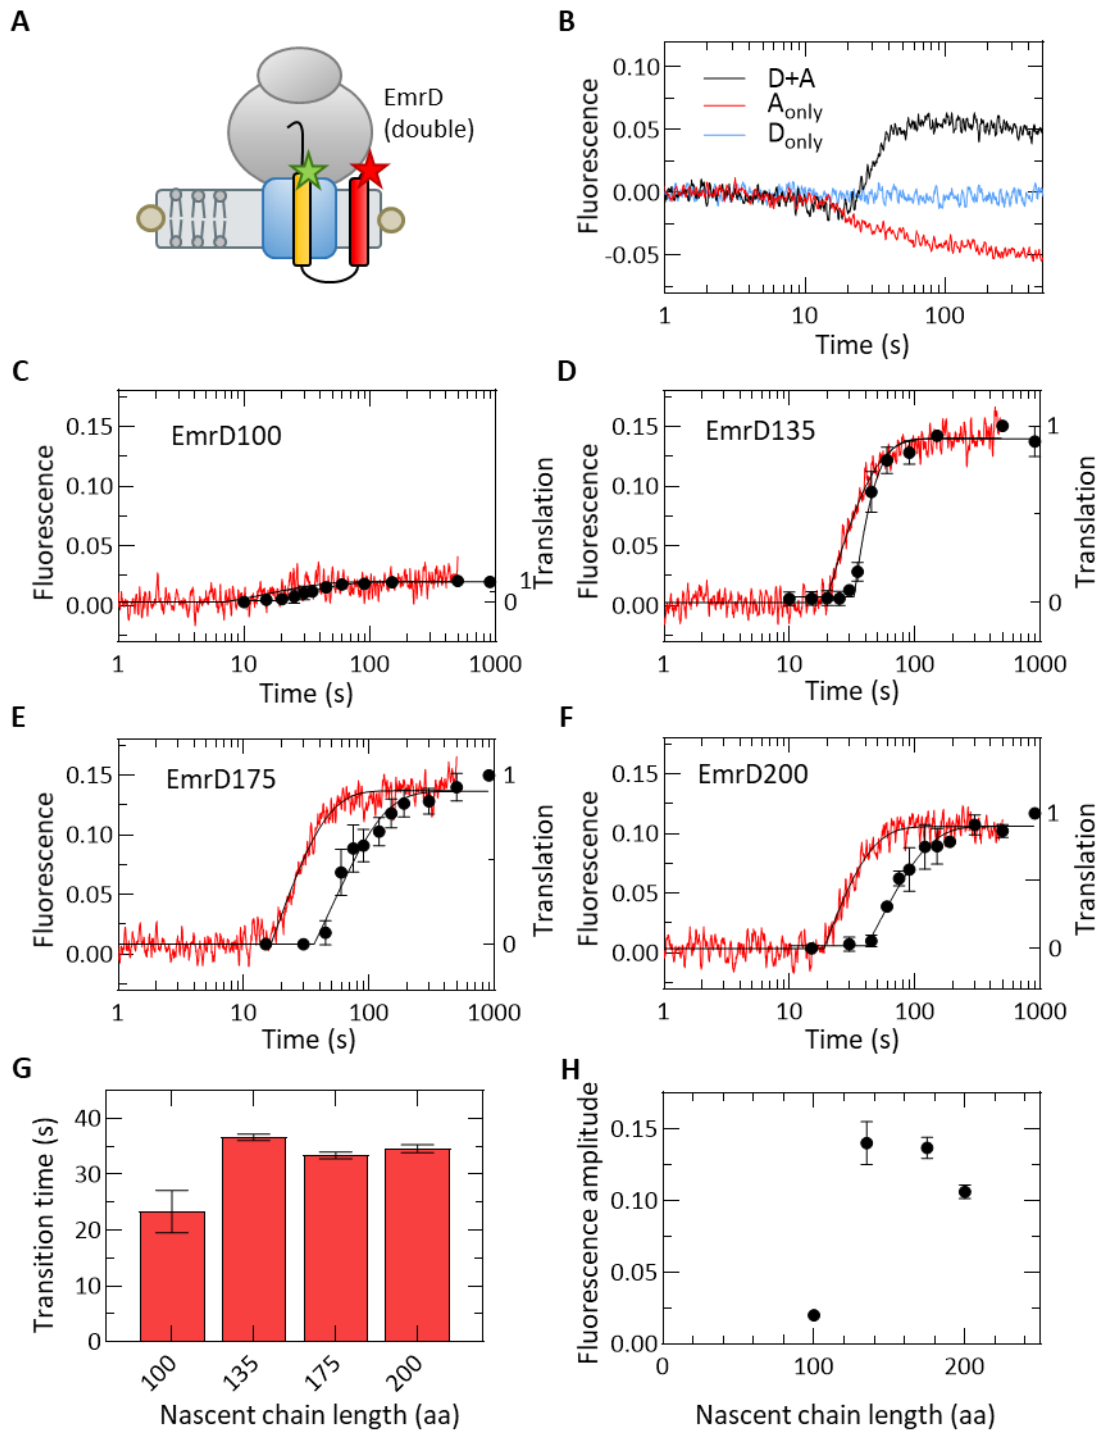 A
EmrD
(double)
B
Fluorescence
0.10
0.05
0.00
-0.05
D+A
Aonly
Donly
1
10
100
Time (s)
C
Fluorescence
0.15
0.10
0.05
0.00
EmrD100
1
0
Translation
1
10
100
1000
Time (s)
D
Fluorescence
0.15
0.10
0.05
0.00
EmrD135
1
0
Translation
1
10
100
1000
Time (s)
E
Fluorescence
0.15
0.10
0.05
0.00
EmrD175
1
0
Translation
1
10
100
1000
Time (s)
F
Fluorescence
0.15
0.10
0.05
0.00
EmrD200
1
0
Translation
1
10
100
1000
Time (s)
G
Transition time (s)
40
30
20
10
0
100
135
175
200
Nascent chain length (aa)
H
Fluorescence amplitude
0.15
0.10
0.05
0.00
0
100
200
Nascent chain length (aa)